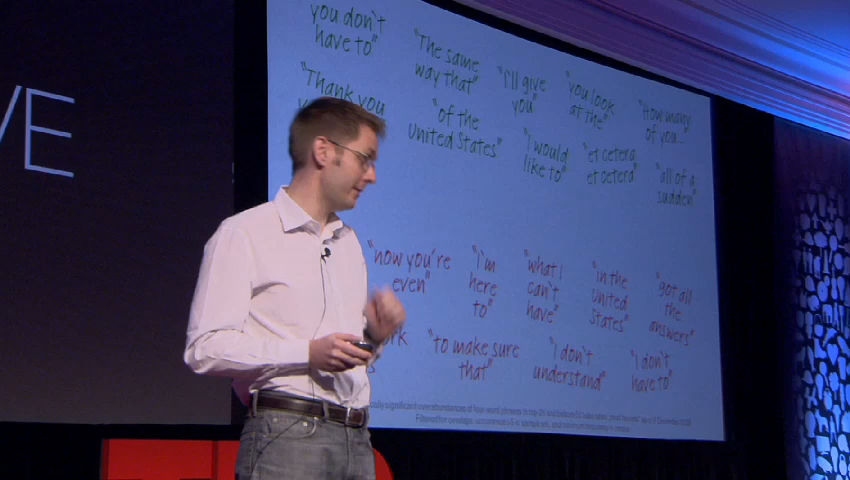 VE
you don't
have to"
"The same
way that"
"I'll give
you"
"you look
at the"
"How many
of you..."
"Thank you
"of the
United States"
"I would
like to"
"et cetera
et cetera"
"all of a
sudden"
"now you're
even"
"I'm
here
to"
"what I
can't
have"
"in the
United
States"
"got all
the
answers"
"to make sure
that"
"I don't
understand"
"I don't
have to"